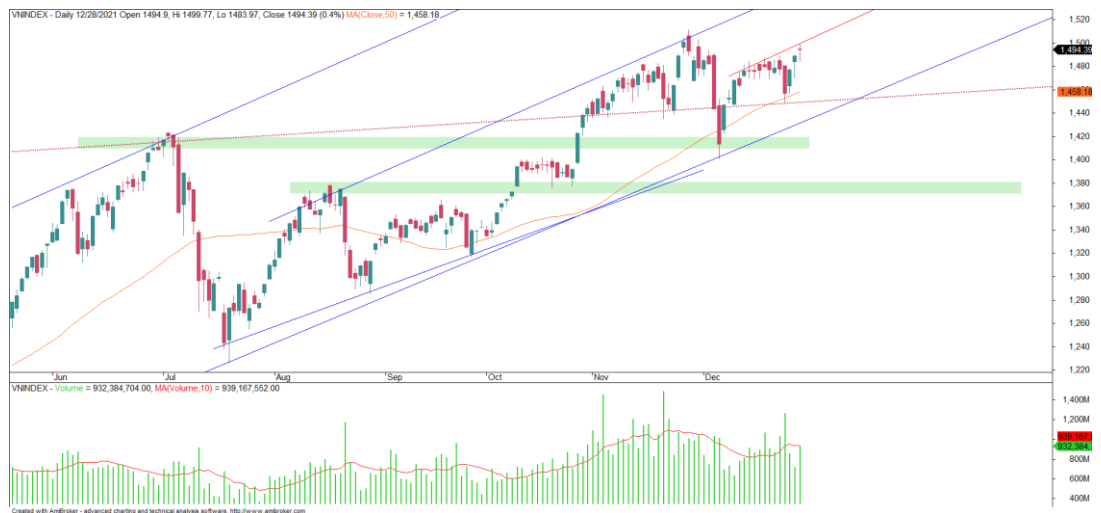 VNINDEX - Daily 12/28/2021 Open 1494.9, Hi 1499.77, Lo 1483.97, Close 1494.39 (0.4%) MA(Close,50) = 1,458.18
1,520
1,500
1,494.39
1,480
1,458.18
1,440
1,420
1,400
1,380
1,360
1,340
1,320
1,300
1,280
1,260
1,240
1,220
Jun Jul Aug Sep Oct Nov Dec
VNINDEX - Volume = 932,384,704.00, MA(Volume,10) = 939,167,552.00
1,400M
1,200M
1,000M
939,167,
932,384,
800M
600M
400M
Created with AmiBroker - advanced charting and technical analysis software. http://www.amibroker.com